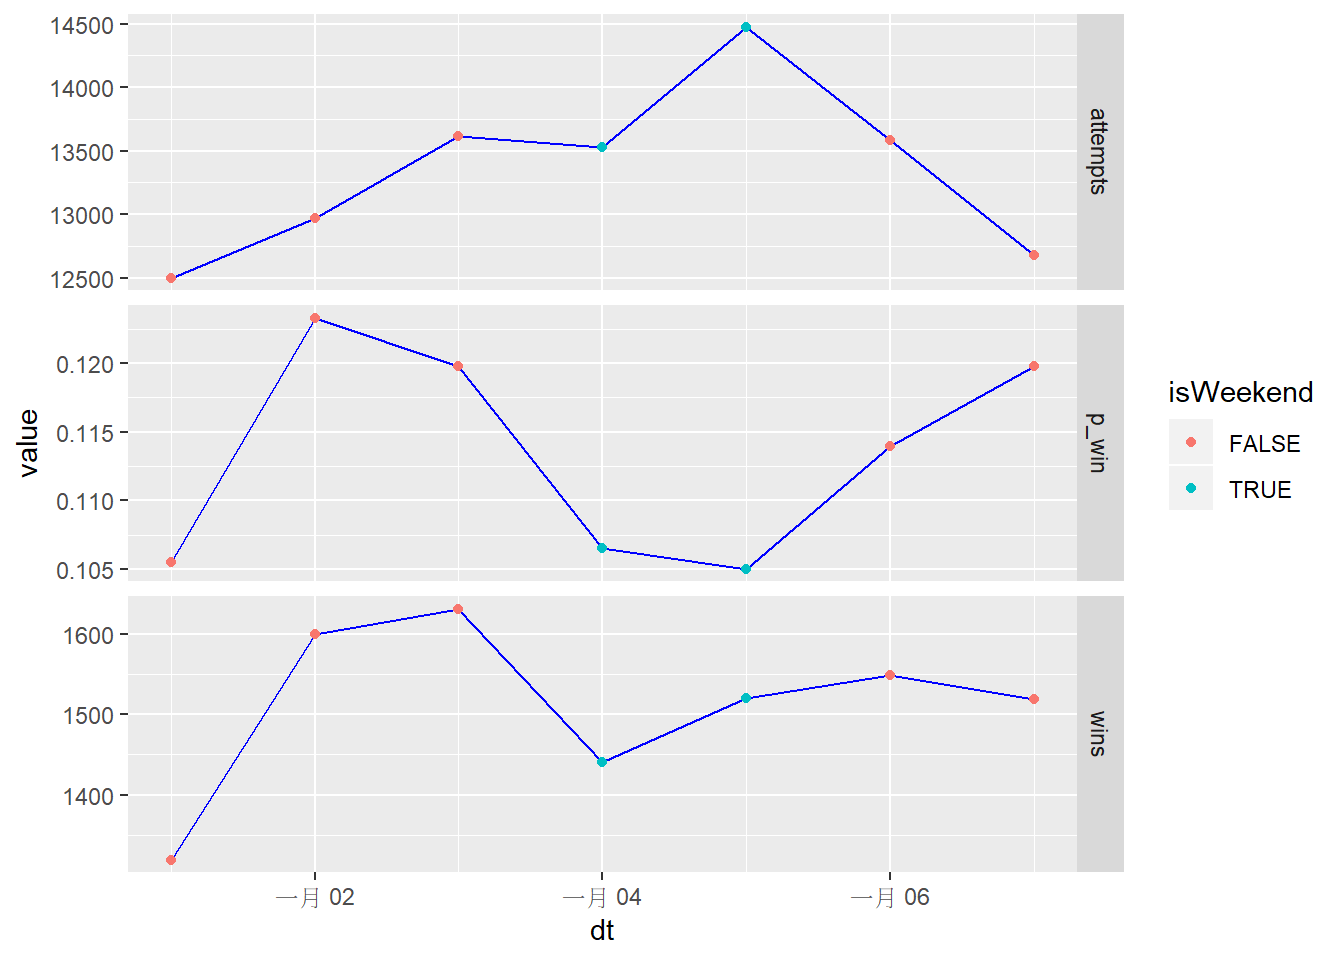 14500
14000
13500
13000
12500
attempts
0.120
0.115
0.110
0.105
p_win
1600
1500
1400
wins
value
一月 02
一月 04
一月 06
dt
isWeekend
FALSE
TRUE